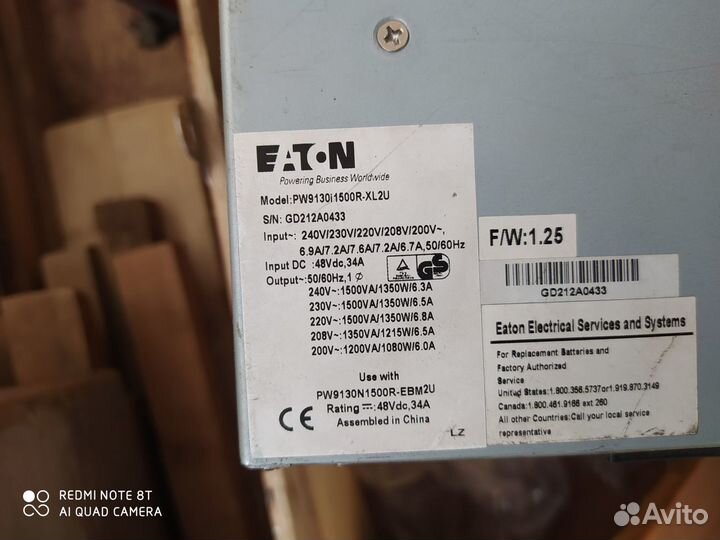 EATON
Powering Business Worldwide
Model:PW9130i1500R-XL2U
S/N: GD212A0433
Input~: 240V/230V/220V/208V/200V~,
6.9A/7.2A/7.6A/7.2A/6.7A,50/60Hz
Input DC :48Vdc,34A
Output~:50/60Hz,1 ϕ
240V~:1500VA/1350W/6.3A
230V~:1500VA/1350W/6.5A
220V~:1500VA/1350W/6.8A
208V~:1350VA/1215W/6.5A
200V~:1200VA/1080W/6.0A
Use with
PW9130N1500R-EBM2U
Rating ⎓:48Vdc,34A
Assembled in China
CE
LZ
GS
F/W:1.25
GD212A0433
Eaton Electrical Services and Systems
For Replacement Batteries and
Factory Authorized
Service
United States:1.800.356.5737or1.919.870.3149
Canada:1.800.461.9166 ext 260
All other Countries:Call your local service
representative
REDMI NOTE 8T
AI QUAD CAMERA
Avito